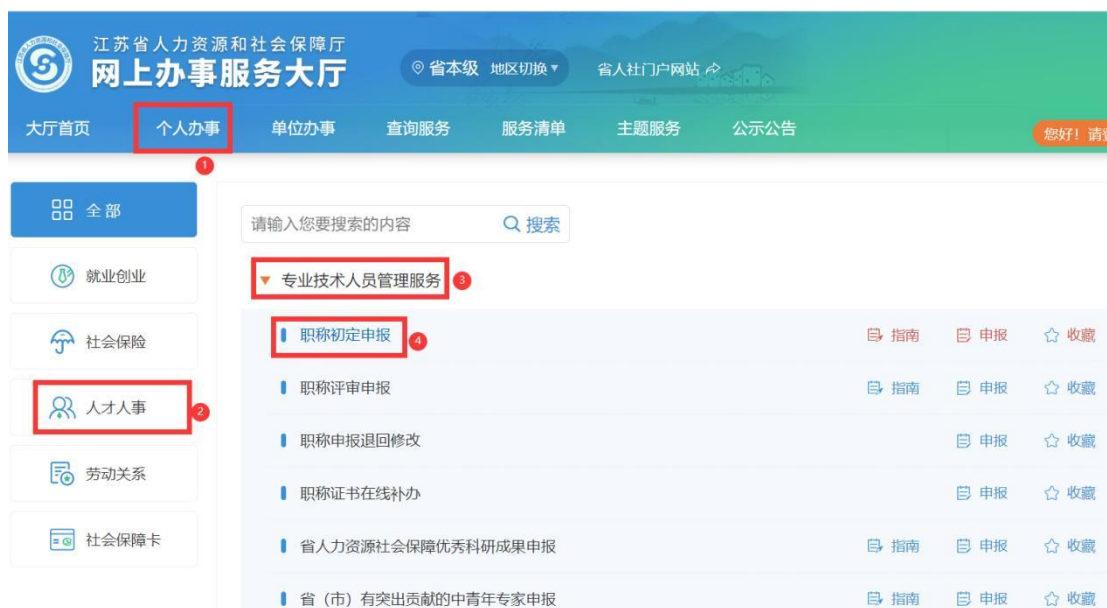 江苏省人力资源和社会保障厅
网上办事服务大厅
省本级 地区切换
省人社门户网站
大厅首页 个人办事 单位办事 查询服务 服务清单 主题服务 公示公告
您好！请
1
全部
请输入您要搜索的内容 搜索
就业创业
专业技术人员管理服务 3
社会保险
职称初定申报 4 指南 申报 收藏
人才人事 2
职称评审申报 指南 申报 收藏
职称申报退回修改 申报 收藏
劳动关系
职称证书在线补办 申报 收藏
社会保障卡
省人力资源社会保障优秀科研成果申报 指南 申报 收藏
省（市）有突出贡献的中青年专家申报 指南 申报 收藏